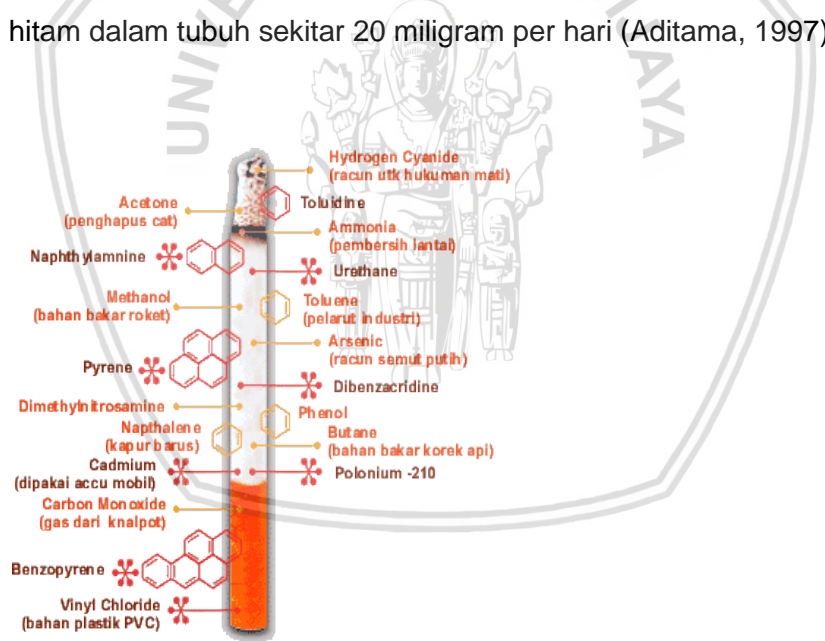 hitam dalam tubuh sekitar 20 miligram per hari (Aditama, 1997)
UNIVE
AYA
Hydrogen Cyanide
(racun utk hukuman mati)
Acetone
(penghapus cat)
Toluidine
Ammonia
(pembersih lantai)
Naphthylamnine
Urethane
Methanol
(bahan bakar roket)
Toluene
(pelarut industri)
Arsenic
(racun semut putih)
Pyrene
Dibenzacridine
Dimethylnitrosamine
Phenol
Napthalene
(kapur barus)
Butane
(bahan bakar korek api)
Cadmium
(dipakai accu mobil)
Polonium -210
Carbon Monoxide
(gas dari knalpot)
Benzopyrene
Vinyl Chloride
(bahan plastik PVC)